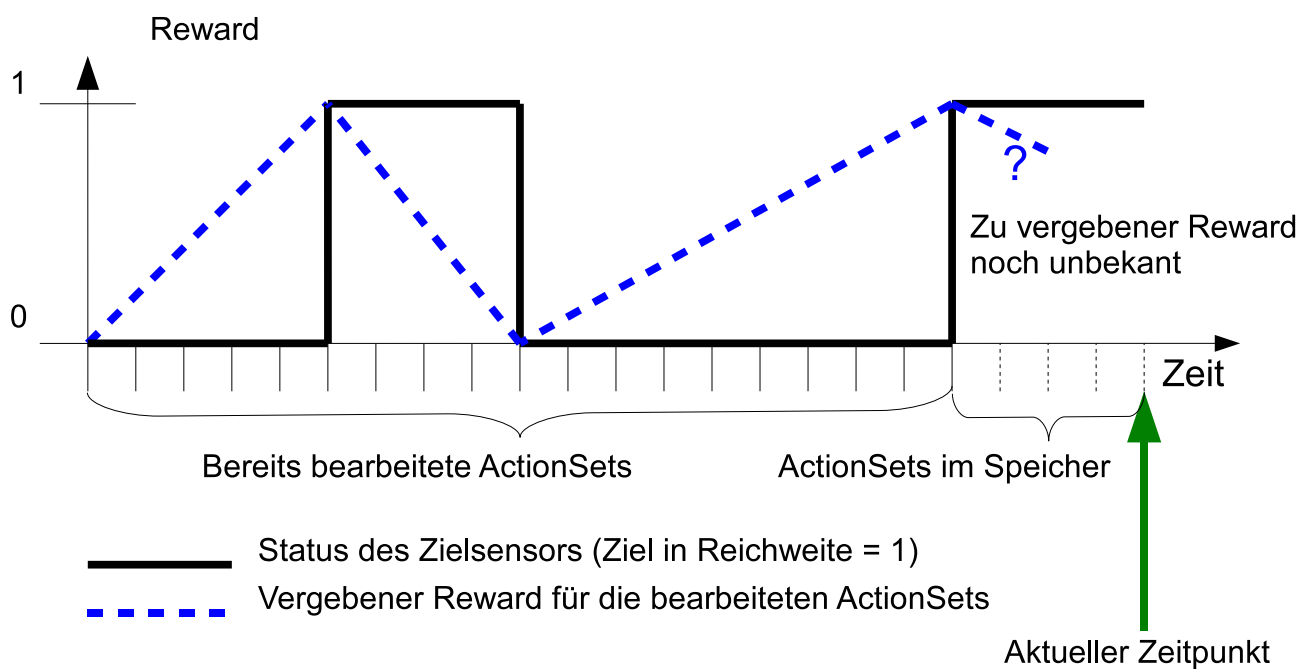 Reward
1
?
Zu vergebener Reward
noch unbekant
0
Zeit
Bereits bearbeitete ActionSets
ActionSets im Speicher
Status des Zielsensors (Ziel in Reichweite = 1)
Vergebener Reward für die bearbeiteten ActionSets
Aktueller Zeitpunkt